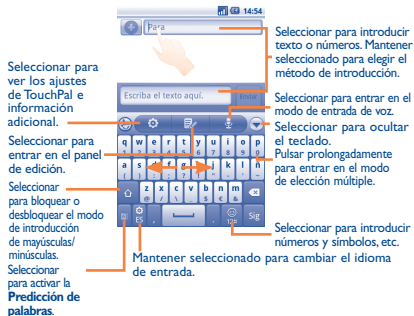 14:54
Para
Seleccionar para introducir
texto o números. Mantener
seleccionado para elegir el
método de introducción.
Seleccionar para
ver los ajustes
de TouchPal e
información
adicional.
Escriba el texto aquí.
Enviar
Seleccionar para entrar en el
modo de entrada de voz.
Seleccionar para ocultar
el teclado.
Seleccionar para
entrar en el panel
de edición.
Pulsar prolongadamente
para entrar en el modo
de elección múltiple.
q w e r t y u i o p
a s d f g h j k l ñ
z x c v b n m
ES
12#
Sig
Seleccionar
para bloquear o
desbloquear el modo
de introducción
de mayúsculas/
minúsculas.
Seleccionar para introducir
números y símbolos, etc.
Seleccionar
para activar la
Predicción de
palabras.
Mantener seleccionado para cambiar el idioma
de entrada.